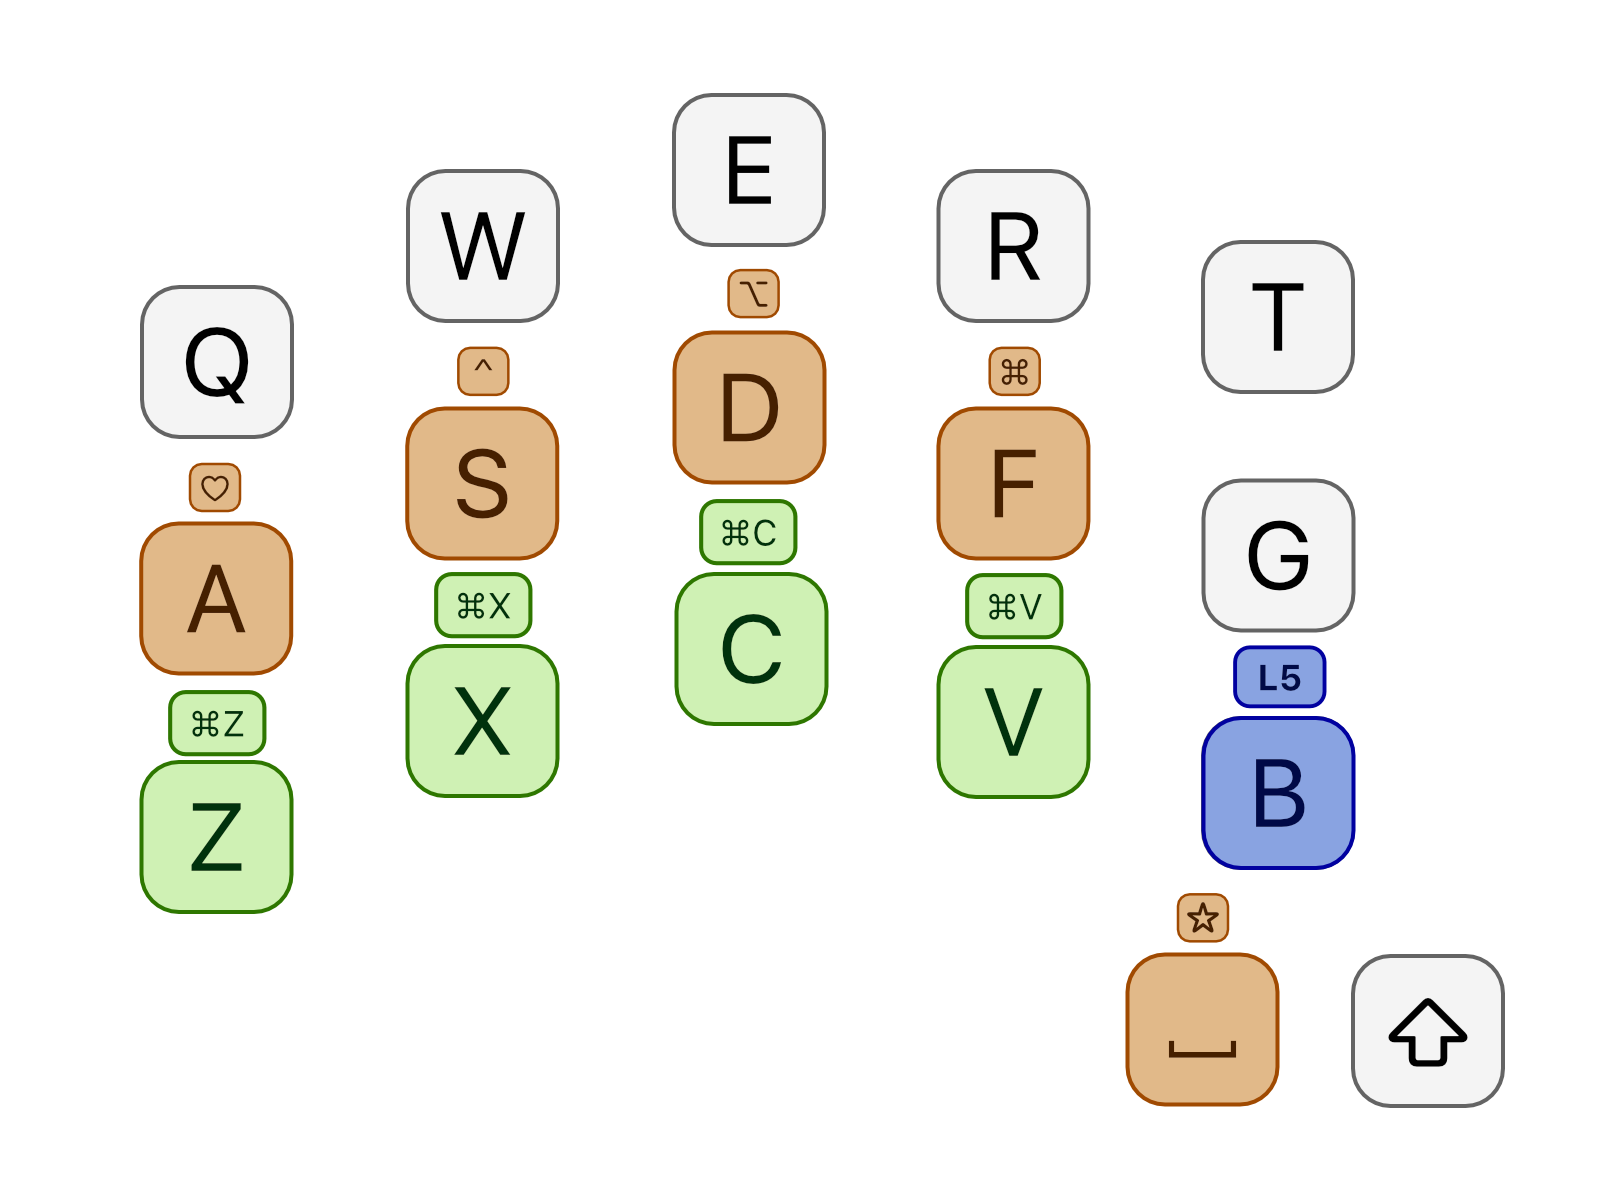 Q W E R T
♡ ^ ⌥ ⌘
A S D F G
⌘Z ⌘X ⌘C ⌘V L5
Z X C V B
☆
⎵ ⇧